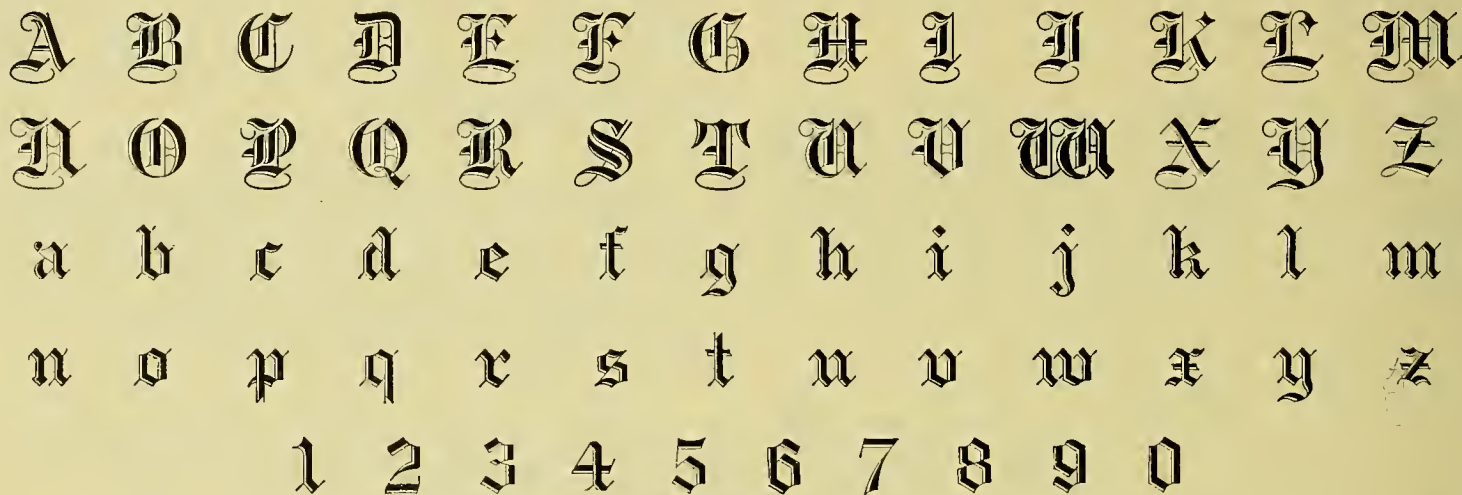 A B C D E F G H I J K L M
N O P Q R S T U V W X Y Z
a b c d e f g h i j k l m
n o p q r s t u v w x y z
1 2 3 4 5 6 7 8 9 0